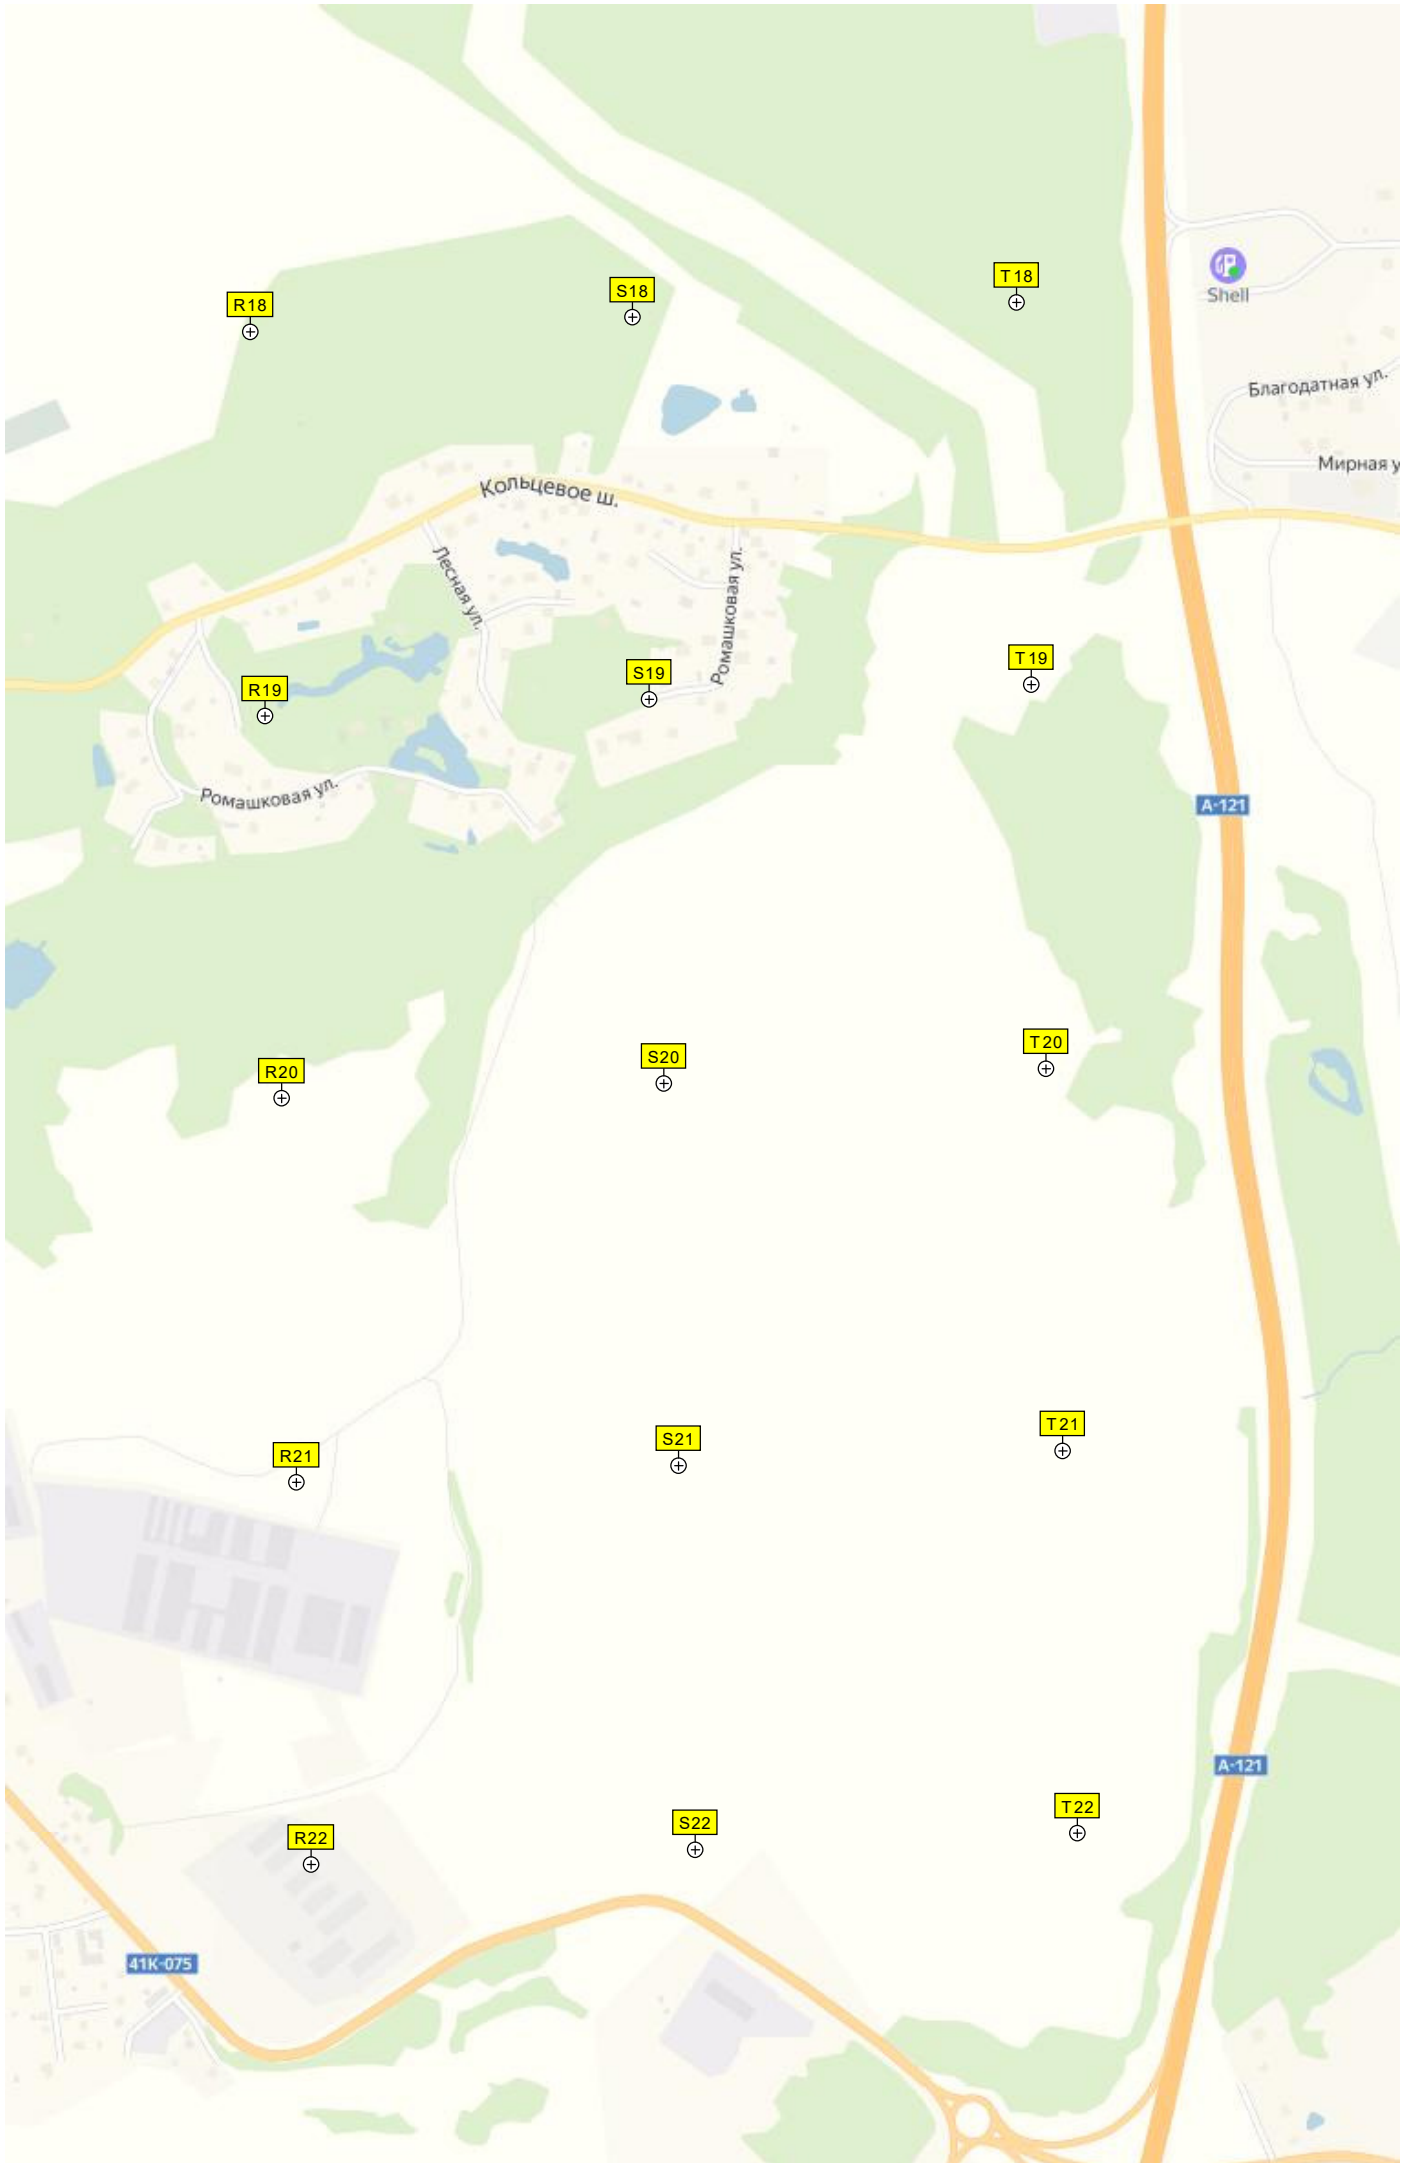 T18
S18
R18
Shell
Благодатная ул.
Мирная у
Кольцевое ш.
Лесная ул.
Ромашковая ул.
T19
S19
R19
Ромашковая ул.
А-121
T20
S20
R20
T21
S21
R21
А-121
T22
S22
R22
41К-075